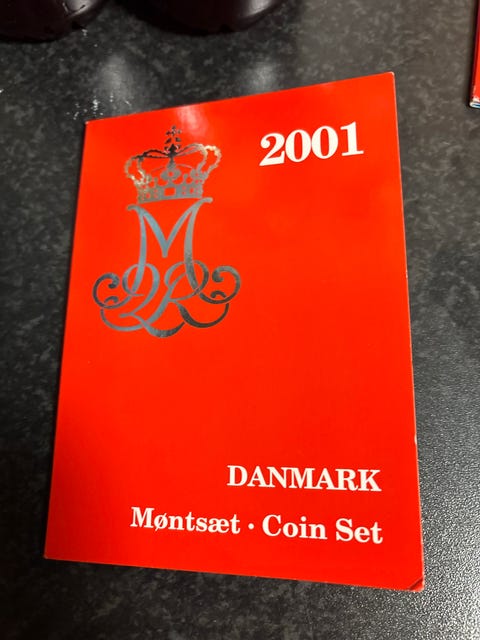 2001
DANMARK
Møntsæt · Coin Set